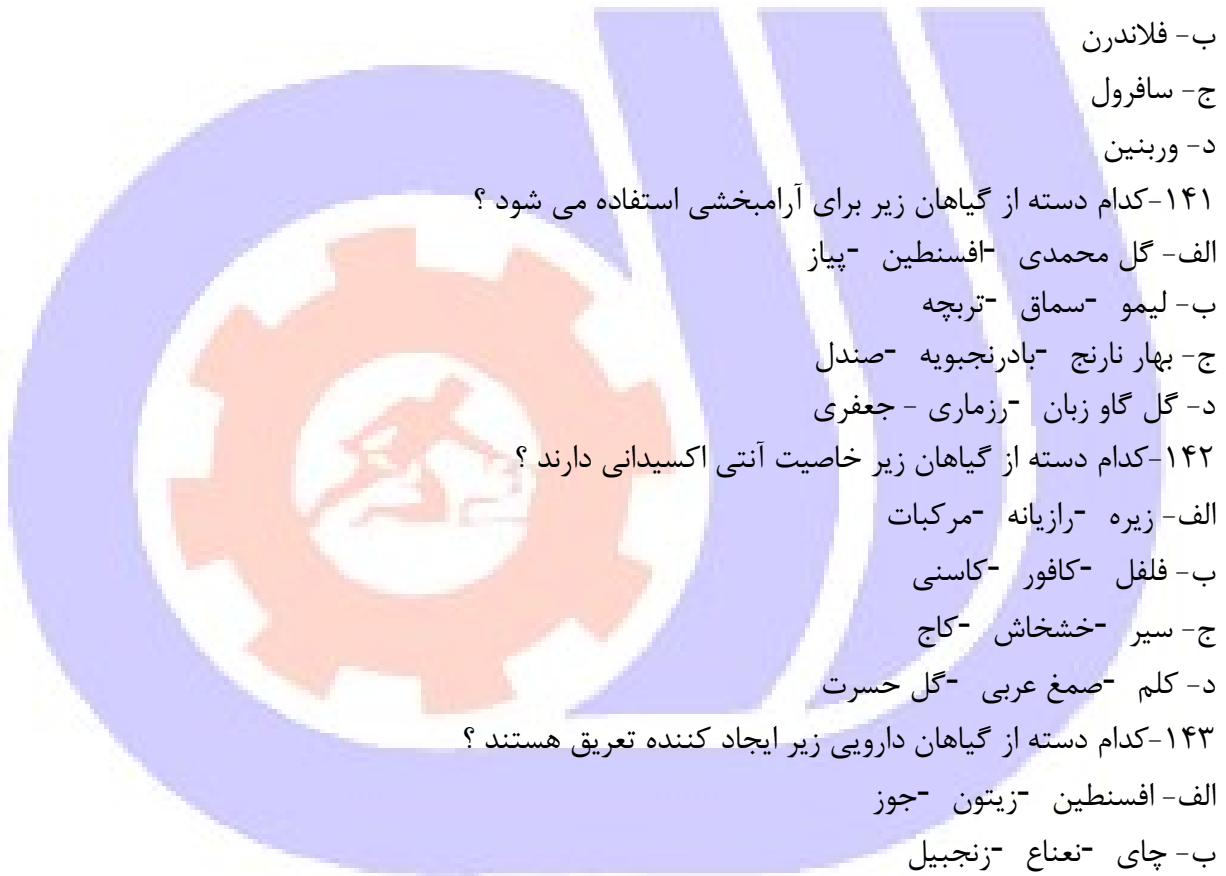 ب- فلاندرن
ج- سافرول
د- وربنین
۱۴۱-کدام دسته از گیاهان زیر برای آرامبخشی استفاده می شود ؟
الف- گل محمدی -افسنطین -پیاز
ب- لیمو -سماق -تربچه
ج- بهار نارنج -بادرنجبویه -صندل
د- گل گاو زبان -رزماری - جعفری
۱۴۲-کدام دسته از گیاهان زیر خاصیت آنتی اکسیدانی دارند ؟
الف- زیره -رازیانه -مرکبات
ب- فلفل -کافور -کاسنی
ج- سیر -خشخاش -کاج
د- کلم -صمغ عربی -گل حسرت
۱۴۳-کدام دسته از گیاهان دارویی زیر ایجاد کننده تعریق هستند ؟
الف- افسنطین -زیتون -جوز
ب- چای -نعناع -زنجبیل